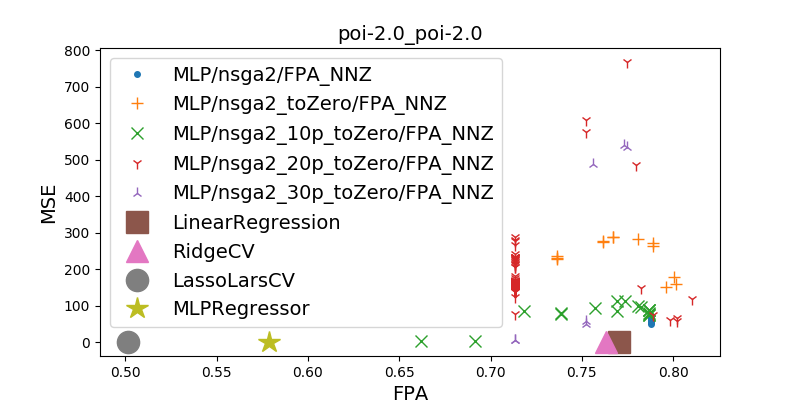 poi-2.0_poi-2.0
800
700
600
500
400
300
200
100
0
MSE
MLP/nsga2/FPA_NNZ
MLP/nsga2_toZero/FPA_NNZ
MLP/nsga2_10p_toZero/FPA_NNZ
MLP/nsga2_20p_toZero/FPA_NNZ
MLP/nsga2_30p_toZero/FPA_NNZ
LinearRegression
RidgeCV
LassoLarsCV
MLPRegressor
0.50 0.55 0.60 0.65 0.70 0.75 0.80
FPA